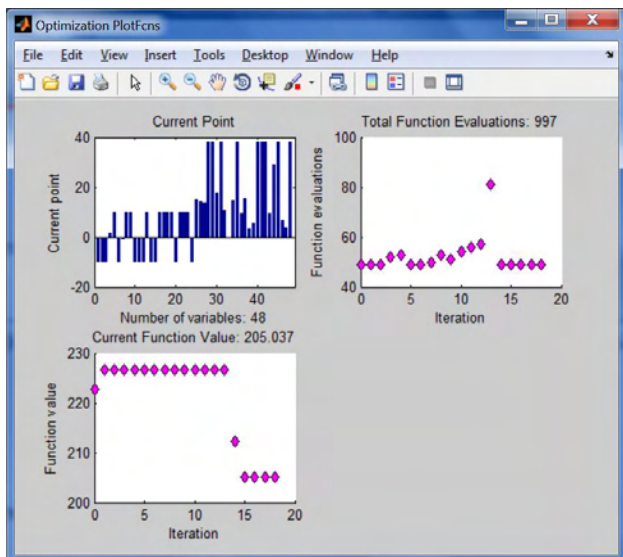 Optimization PlotFcns
File Edit View Insert Tools Desktop Window Help
Current Point
Current point
40
20
0
-20
0 10 20 30 40
Number of variables: 48
Total Function Evaluations: 997
Function evaluations
100
80
60
40
0 5 10 15 20
Iteration
Current Function Value: 205.037
Function value
230
220
210
200
0 5 10 15 20
Iteration